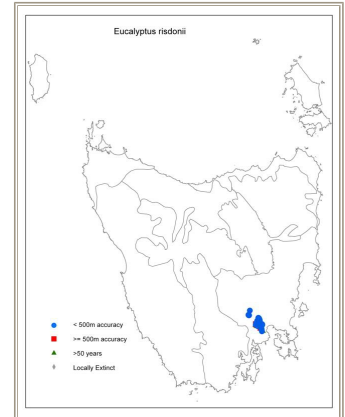 Eucalyptus risdonii
< 500m accuracy
>= 500m accuracy
>50 years
Locally Extinct